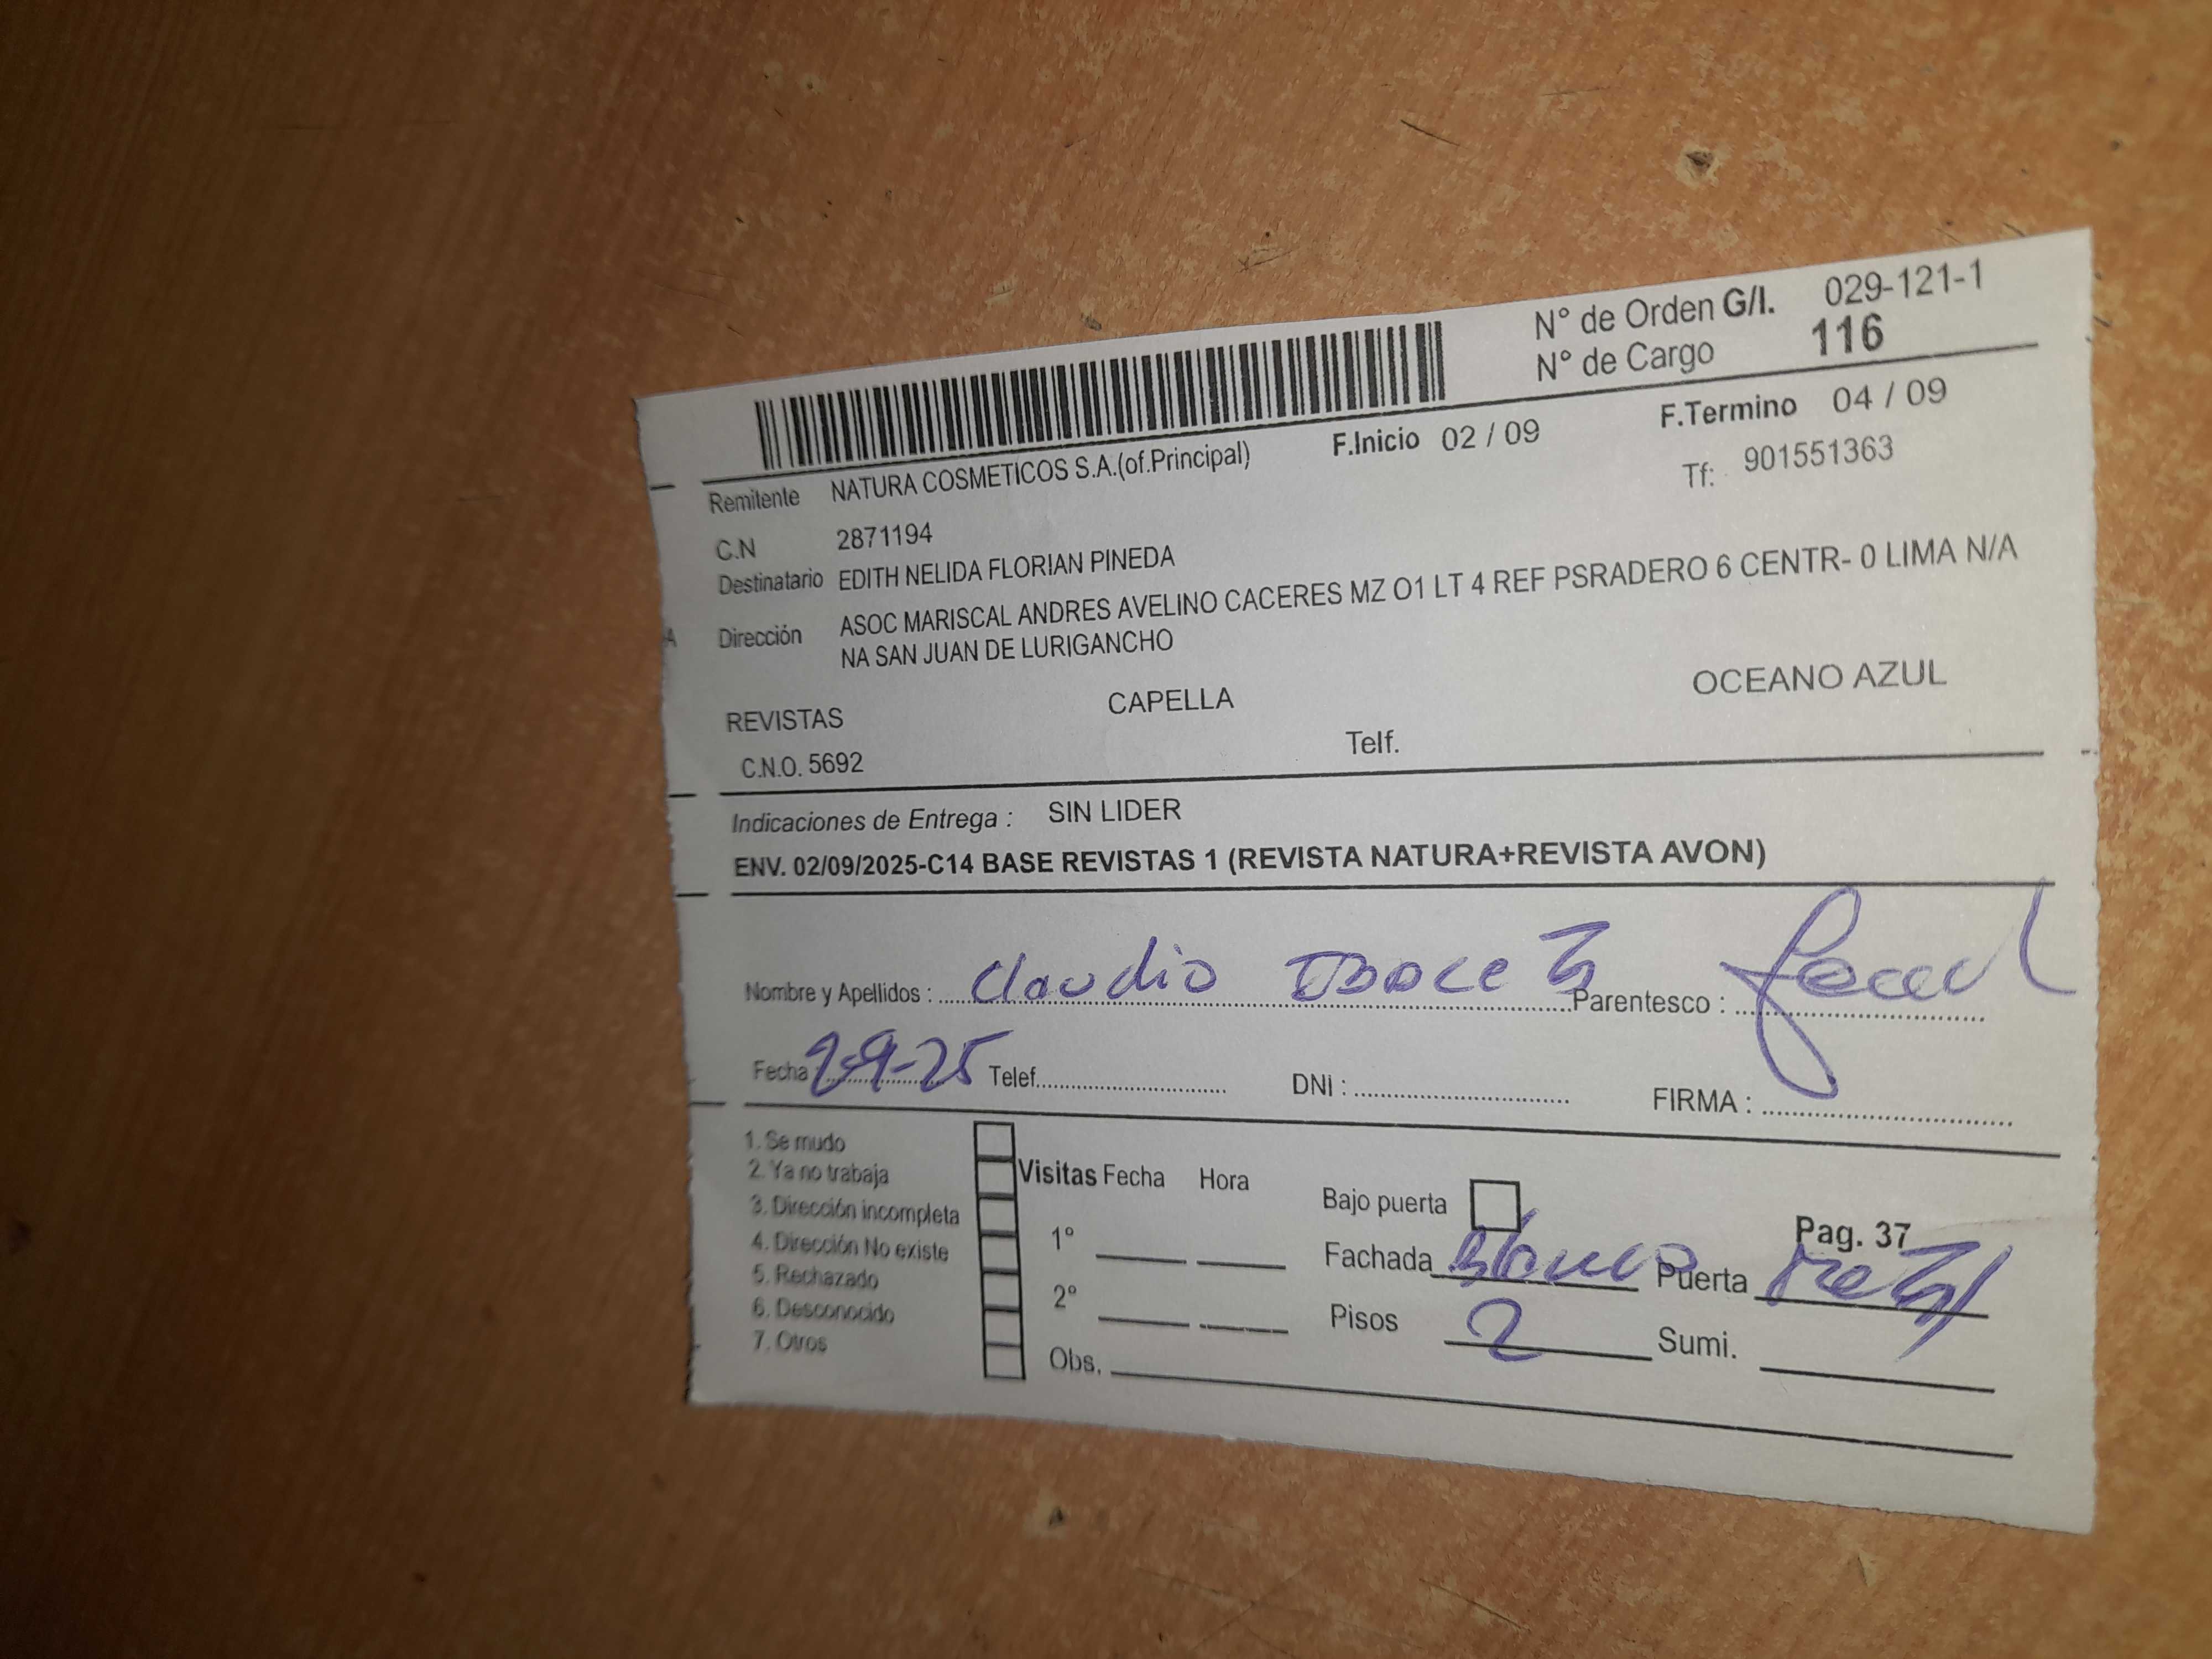 N° de Orden G/I. 029-121-1
N° de Cargo 116
F.Inicio 02 / 09 F.Termino 04 / 09
Remitente NATURA COSMETICOS S.A.(of.Principal) Tf: 901551363
C.N 2871194
Destinatario EDITH NELIDA FLORIAN PINEDA
Dirección ASOC MARISCAL ANDRES AVELINO CACERES MZ O1 LT 4 REF PSRADERO 6 CENTR- 0 LIMA N/A
NA SAN JUAN DE LURIGANCHO
REVISTAS CAPELLA OCEANO AZUL
C.N.O. 5692 Telf.
Indicaciones de Entrega : SIN LIDER
ENV. 02/09/2025-C14 BASE REVISTAS 1 (REVISTA NATURA+REVISTA AVON)
Nombre y Apellidos : Claudio Parentesco :
Fecha 2-9-25 Telef. DNI : FIRMA :
1. Se mudo
2. Ya no trabaja
3. Dirección incompleta
4. Dirección No existe
5. Rechazado
6. Desconocido
7. Otros
Visitas Fecha Hora
1°
2°
Obs.
Bajo puerta Pag. 37
Fachada Blanco Puerta Metal
Pisos 2 Sumi.